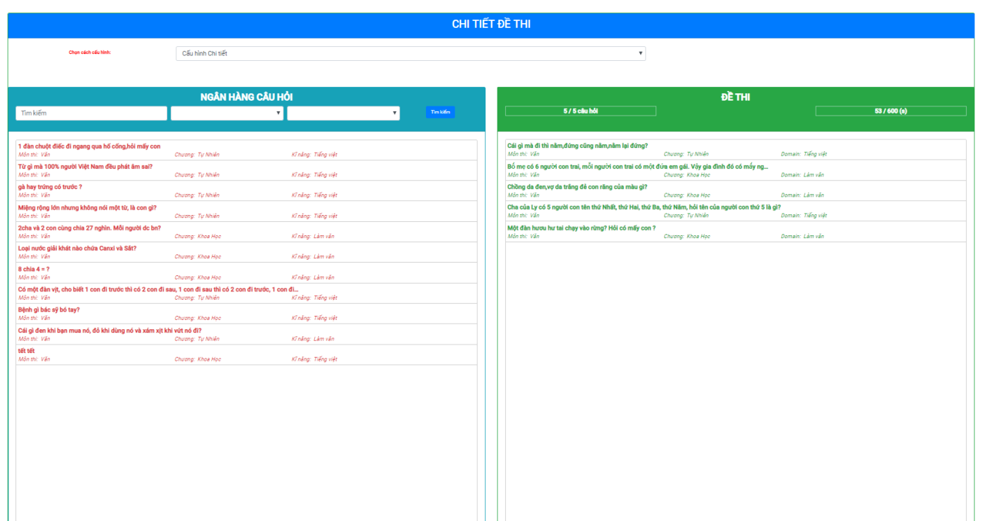 CHI TIẾT ĐỀ THI
Chọn cách cấu hình:
Cấu hình Chi tiết
NGÂN HÀNG CÂU HỎI
Tìm kiếm
Tìm kiếm
1 đàn chuột điếc đi ngang qua hố cống,hỏi mấy con
Môn thi: Văn Chương: Tự Nhiên Kĩ năng: Tiếng việt
Từ gì mà 100% người Việt Nam đều phát âm sai?
Môn thi: Văn Chương: Tự Nhiên Kĩ năng: Tiếng việt
gà hay trứng có trước ?
Môn thi: Văn Chương: Tự Nhiên Kĩ năng: Tiếng việt
Miệng rộng lớn nhưng không nói một từ, là con gì?
Môn thi: Văn Chương: Tự Nhiên Kĩ năng: Tiếng việt
2cha và 2 con cùng chia 27 nghìn. Mỗi người dc bn?
Môn thi: Văn Chương: Khoa Học Kĩ năng: Làm văn
Loại nước giải khát nào chứa Canxi và Sắt?
Môn thi: Văn Chương: Khoa Học Kĩ năng: Làm văn
8 chia 4 = ?
Môn thi: Văn Chương: Khoa Học Kĩ năng: Làm văn
Có một đàn vịt, cho biết 1 con đi trước thì có 2 con đi sau, 1 con đi sau thì có 2 con đi trước, 1 con đi...
Môn thi: Văn Chương: Tự Nhiên Kĩ năng: Tiếng việt
Bệnh gì bác sỹ bó tay?
Môn thi: Văn Chương: Khoa Học Kĩ năng: Tiếng việt
Cái gì đen khi bạn mua nó, đỏ khi dùng nó và xám xịt khi vứt nó đi?
Môn thi: Văn Chương: Tự Nhiên Kĩ năng: Làm văn
tết tết
Môn thi: Văn Chương: Khoa Học Kĩ năng: Tiếng việt
ĐỀ THI
5 / 5 câu hỏi
53 / 600 (s)
Cái gì mà đi thì nằm,đứng cũng nằm,nằm lại đứng?
Môn thi: Văn Chương: Tự Nhiên Domain: Tiếng việt
Bố mẹ có 6 người con trai, mỗi người con trai có một đứa em gái. Vậy gia đình đó có mấy ng...
Môn thi: Văn Chương: Khoa Học Domain: Làm văn
Chồng da đen,vợ da trắng đẻ con răng của màu gì?
Môn thi: Văn Chương: Khoa Học Domain: Làm văn
Cha của Ly có 5 người con tên thứ Nhất, thứ Hai, thứ Ba, thứ Năm, hỏi tên của người con thứ 5 là gì?
Môn thi: Văn Chương: Tự Nhiên Domain: Tiếng việt
Một đàn hươu hư tai chạy vào rừng? Hỏi có mấy con ?
Môn thi: Văn Chương: Khoa Học Domain: Làm văn